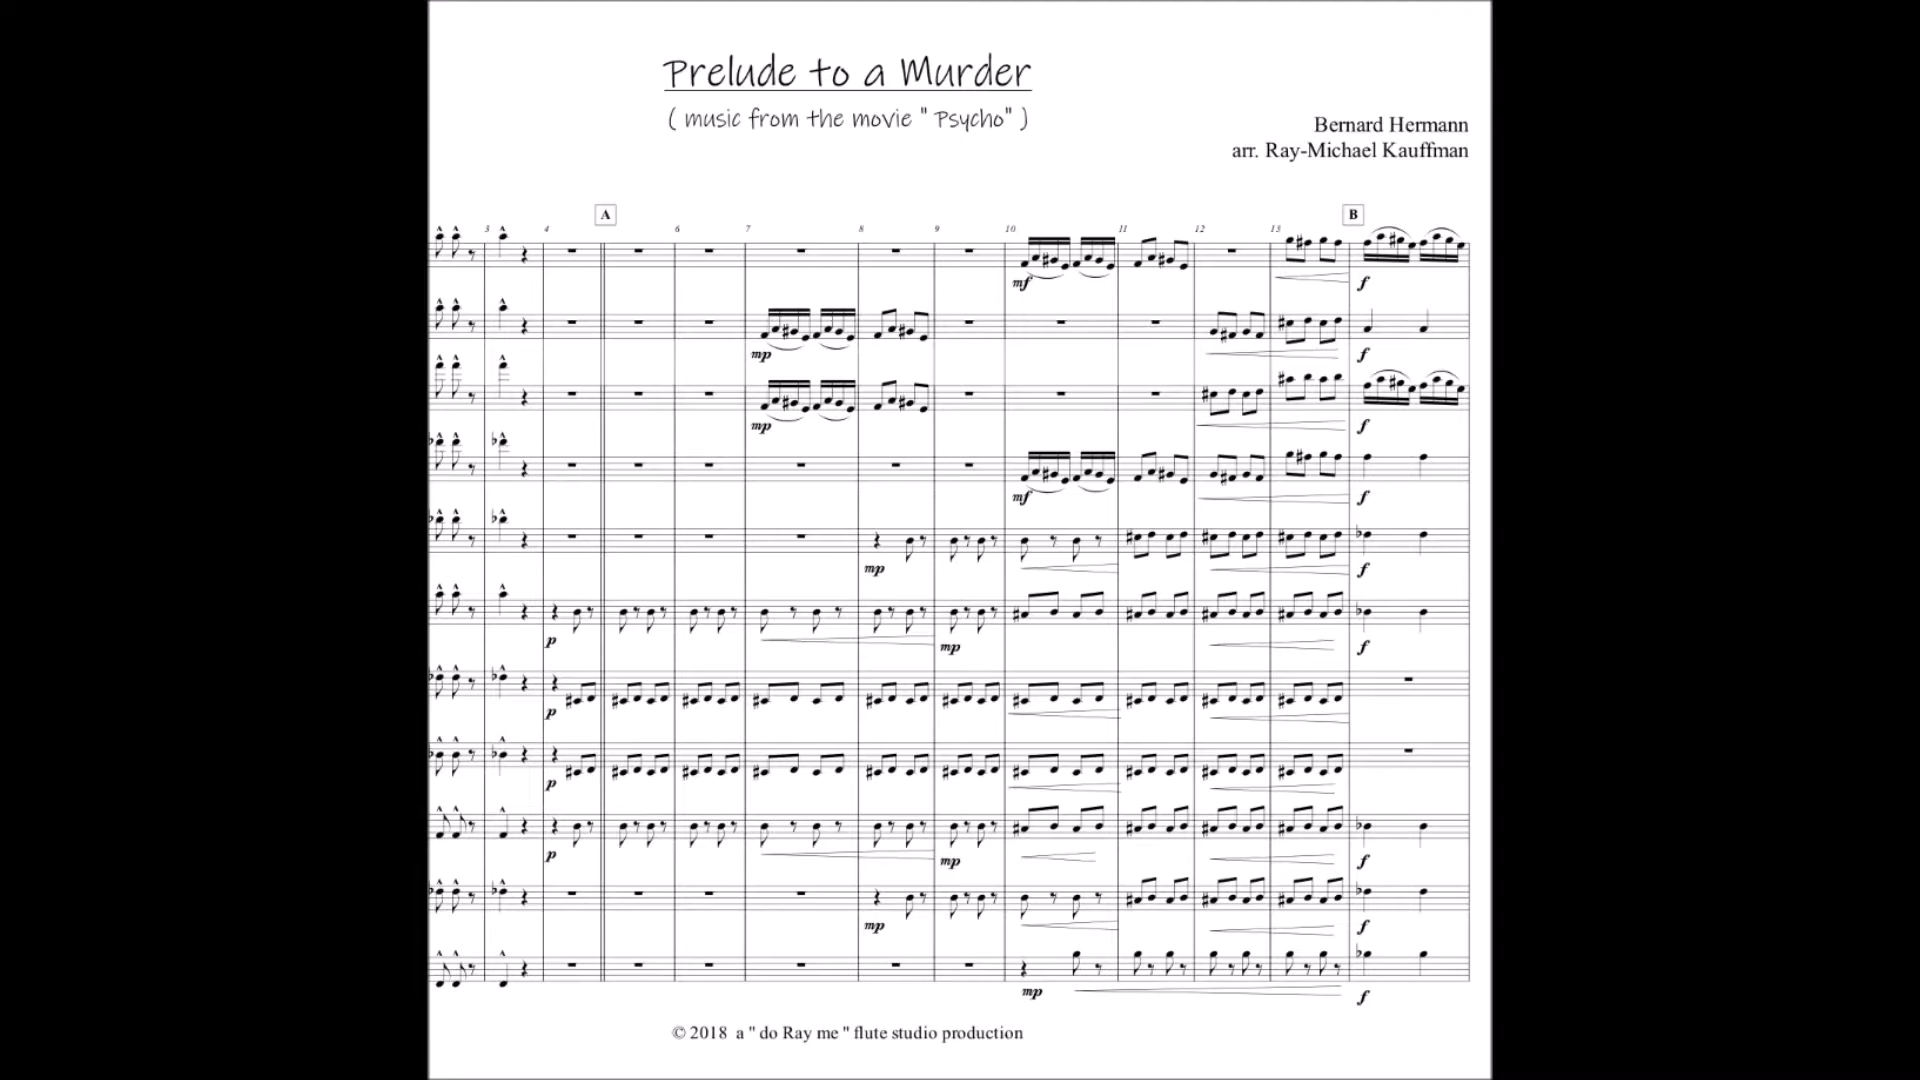 Prelude to a Murder
( music from the movie " Psycho" )
Bernard Hermann
arr. Ray-Michael Kauffman
A B
3 4 6 7 8 9 10 11 12 13
mf f
mp f
mp f
mf f
mp f
p mp f
p
p
p mp f
mp f
mp f
© 2018 a " do Ray me " flute studio production